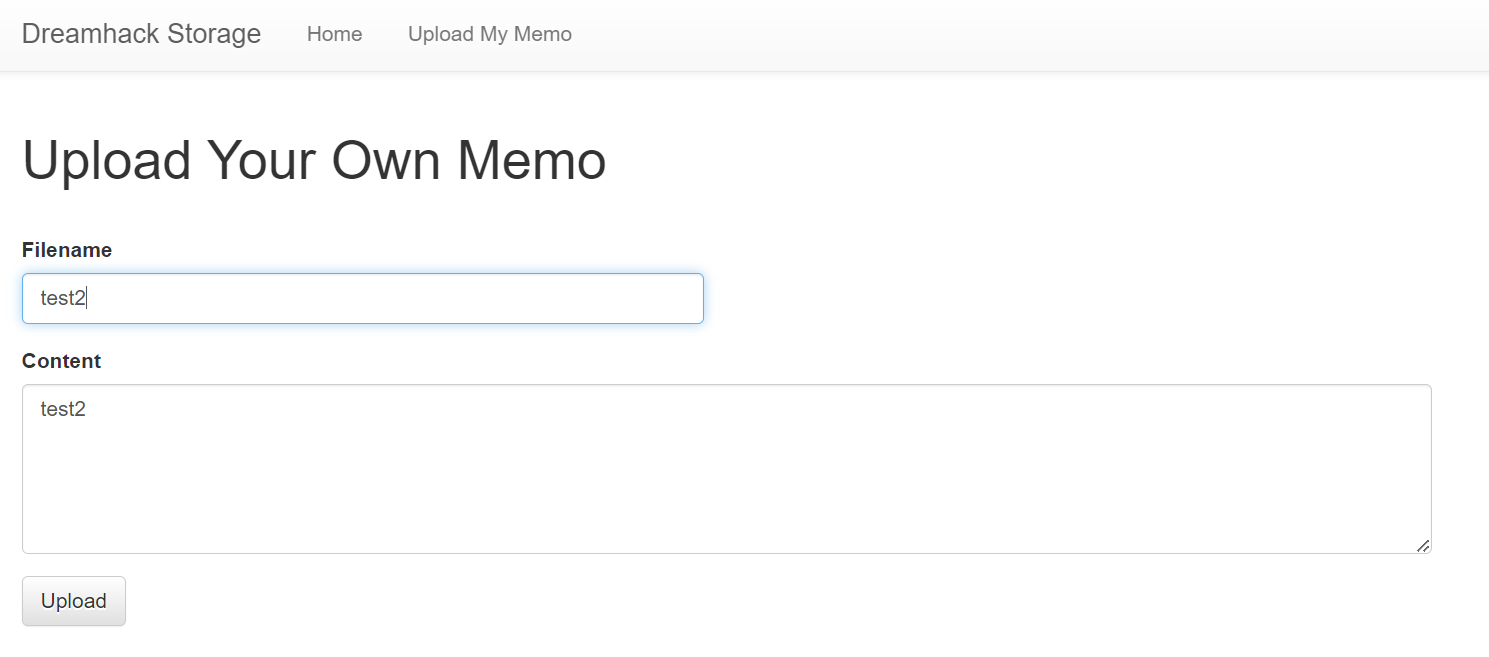 Dreamhack Storage Home Upload My Memo
Upload Your Own Memo
Filename
test2
Content
test2
Upload